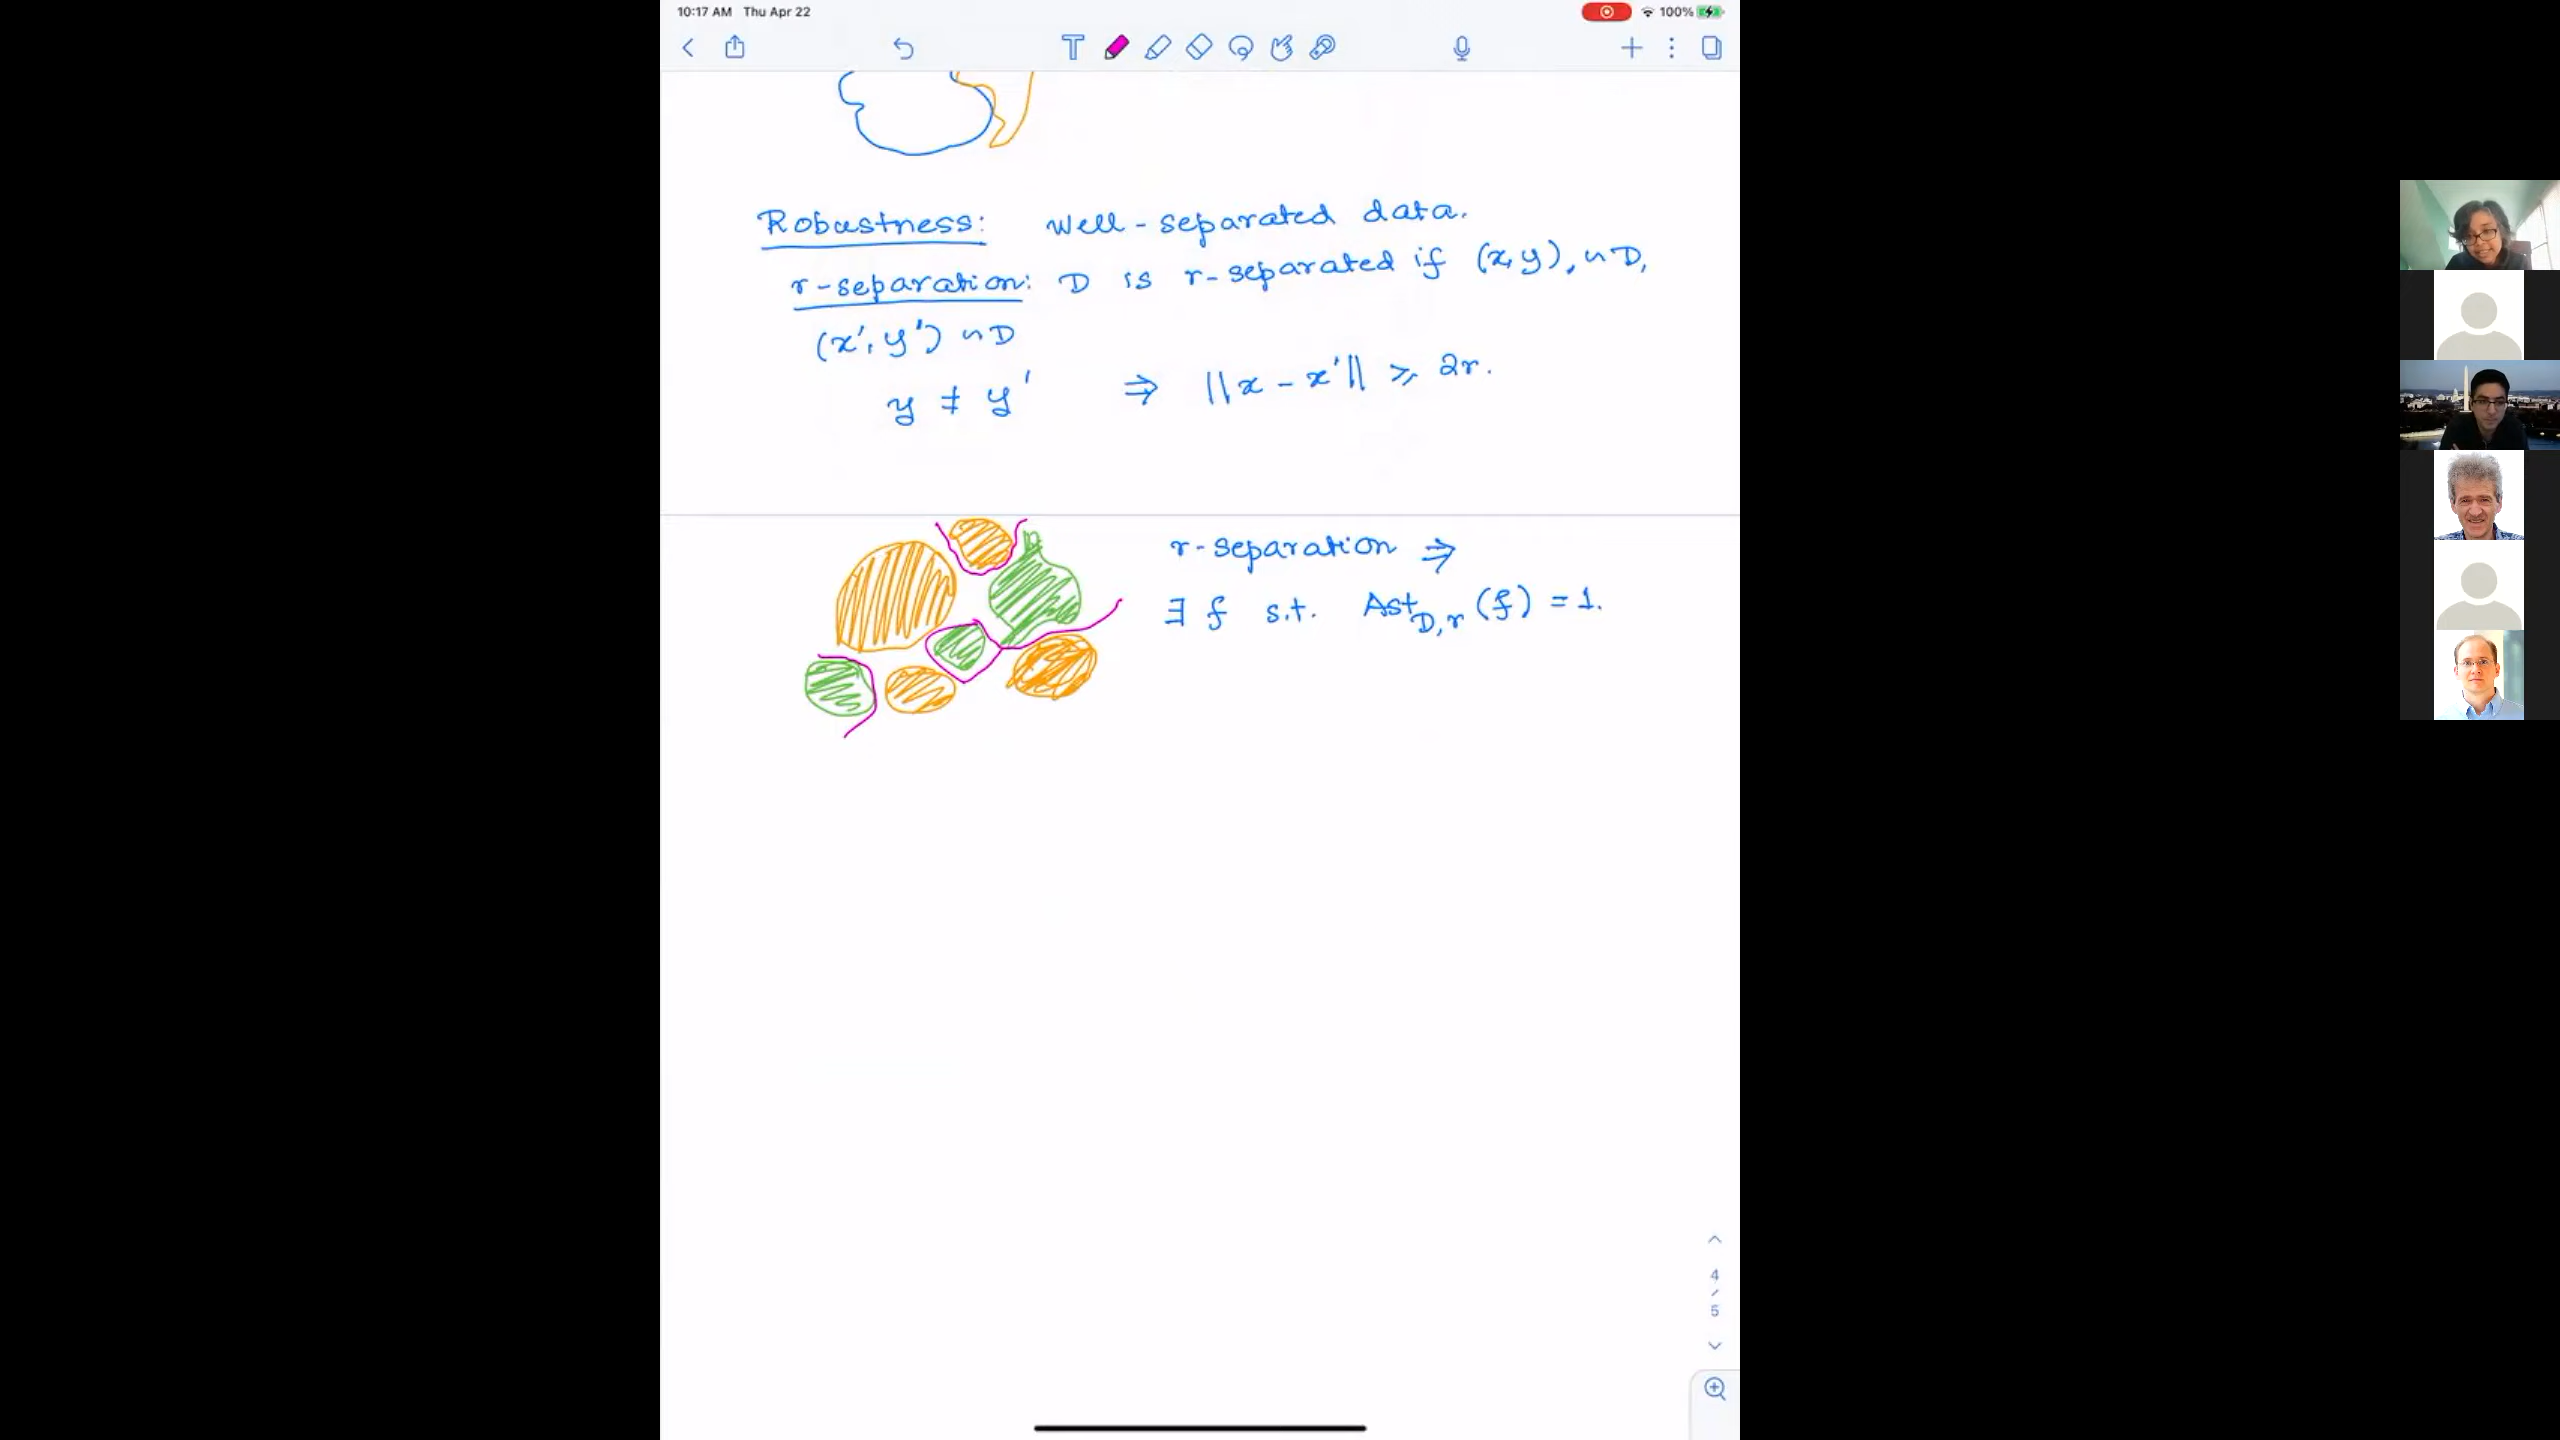 10:17 AM Thu Apr 22
100%
Robustness: Well-separated data.
r-separation: D is r-separated if (x, y), ∼ D,
(x', y') ∼ D
y ≠ y' ⇒ ||x - x'|| ⩾ 2r.
r-separation ⇒
∃ f s.t. Ast_{D,r}(f) = 1.
4
/
5